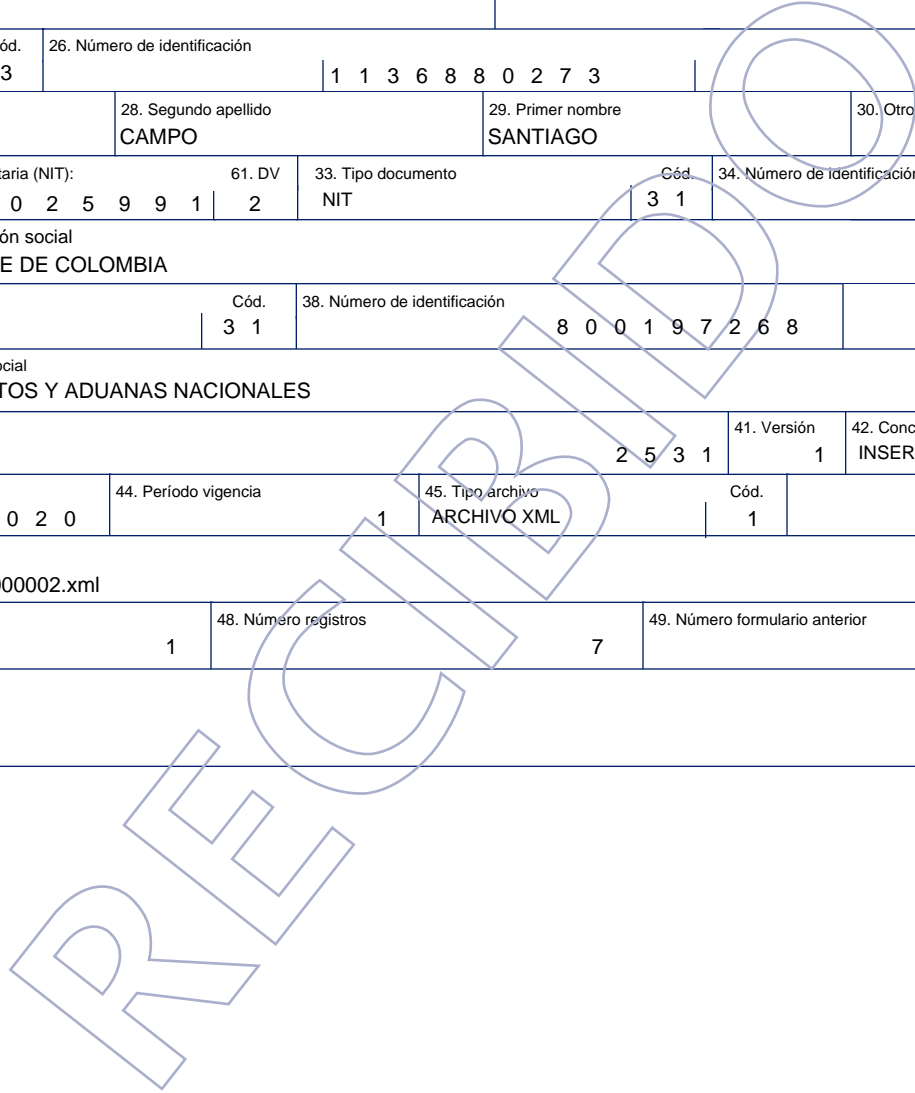 ód. 26. Número de identificación
3 1 1 3 6 8 8 0 2 7 3
28. Segundo apellido 29. Primer nombre 30. Otro
CAMPO SANTIAGO
taria (NIT): 61. DV 33. Tipo documento Cód. 34. Número de identificación
0 2 5 9 9 1 2 NIT 3 1
ón social
E DE COLOMBIA
Cód. 38. Número de identificación
3 1 8 0 0 1 9 7 2 6 8
ocial
TOS Y ADUANAS NACIONALES
41. Versión 42. Conc
2 5 3 1 1 INSER
44. Período vigencia 45. Tipo archivo Cód.
0 2 0 1 ARCHIVO XML 1
000002.xml
48. Número registros 49. Número formulario anterior
1 7
RECIBIDO